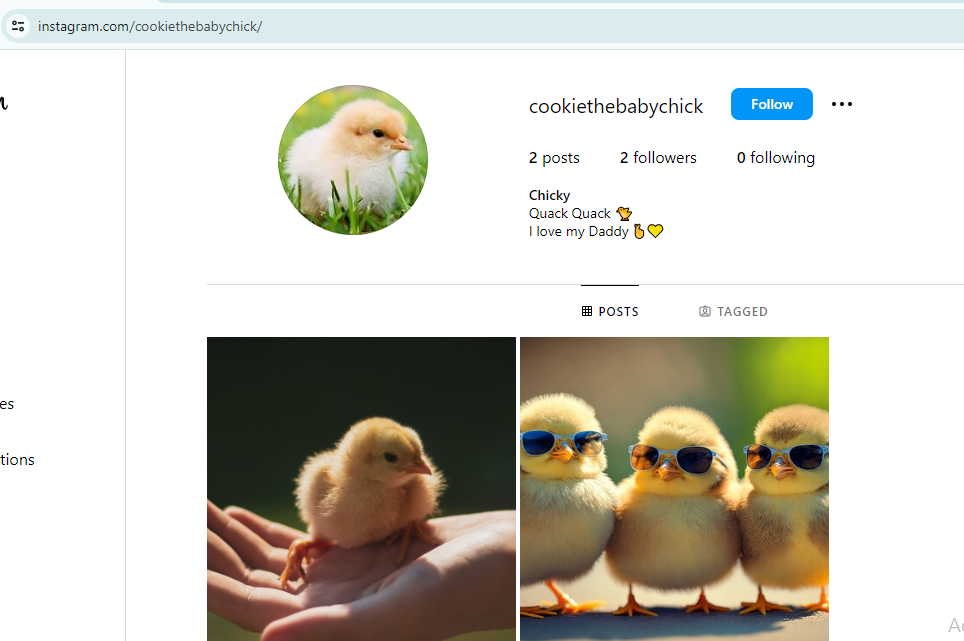 instagram.com/cookiethebabychick/
cookiethebabychick Follow
2 posts 2 followers 0 following
Chicky
Quack Quack 🐤
I love my Daddy 🫰💛
POSTS TAGGED
es
tions